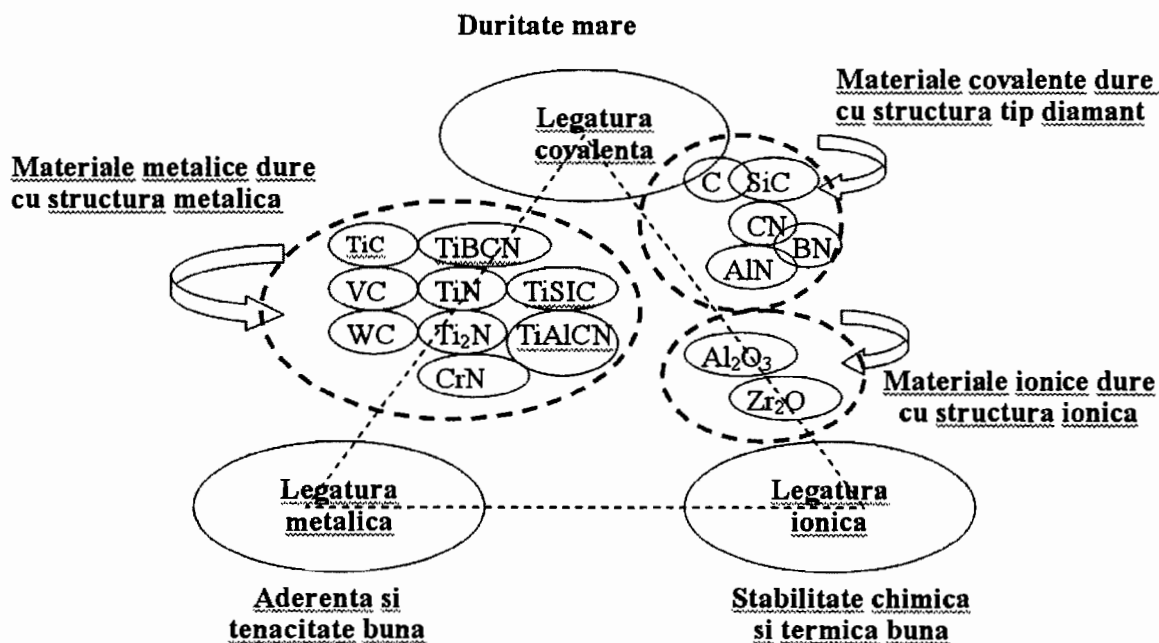 Duritate mare
Materiale covalente dure
cu structura tip diamant
Legatura
covalenta
Materiale metalice dure
cu structura metalica
C
SiC
CN
BN
AlN
TiC
TiBCN
VC
TiN
TiSIC
WC
Ti₂N
TiAlCN
CrN
Al₂O₃
Zr₂O
Materiale ionice dure
cu structura ionica
Legatura
metalica
Legatura
ionica
Aderenta si
tenacitate buna
Stabilitate chimica
si termica buna